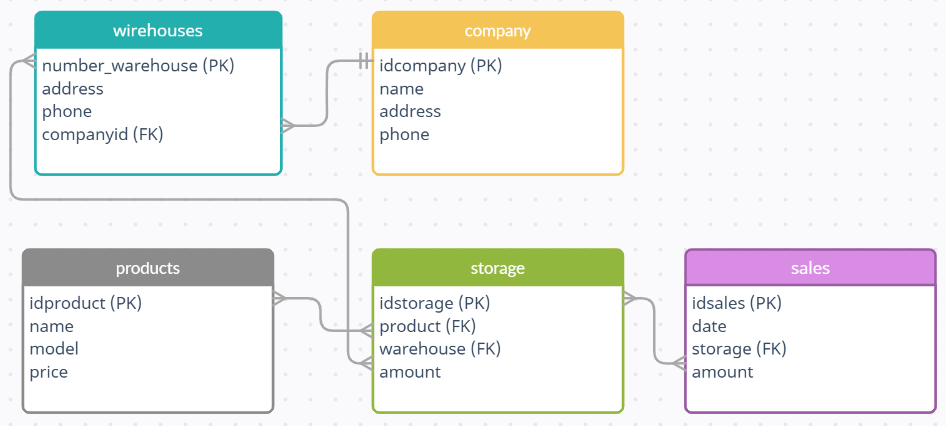 wirehouses
number_warehouse (PK)
address
phone
companyid (FK)
company
idcompany (PK)
name
address
phone
products
idproduct (PK)
name
model
price
storage
idstorage (PK)
product (FK)
warehouse (FK)
amount
sales
idsales (PK)
date
storage (FK)
amount